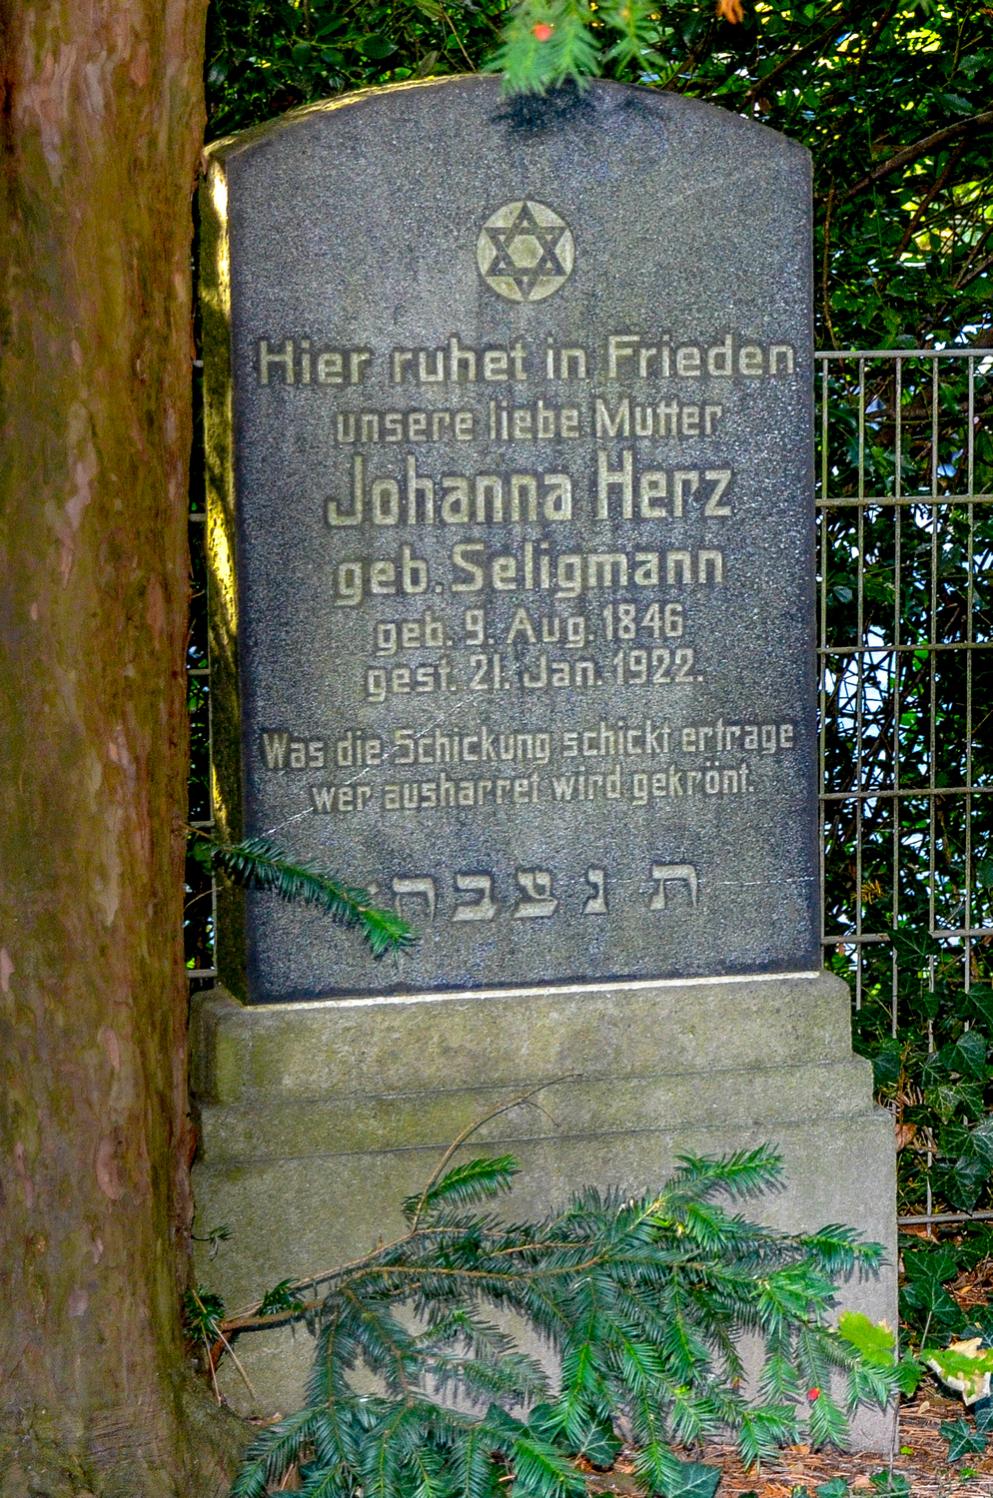 Hier ruhet in Frieden
unsere liebe Mutter
Johanna Herz
geb. Seligmann
geb. 9. Aug. 1846
gest. 21. Jan. 1922.
Was die Schickung schickt ertrage
wer ausharret wird gekrönt.
ת נ צ ב ה